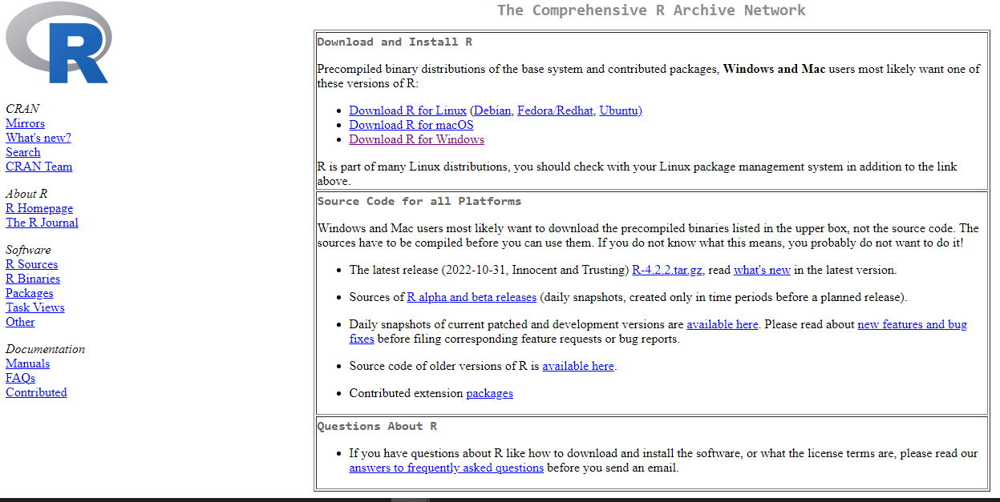 R
CRAN
Mirrors
What's new?
Search
CRAN Team
About R
R Homepage
The R Journal
Software
R Sources
R Binaries
Packages
Task Views
Other
Documentation
Manuals
FAQs
Contributed
The Comprehensive R Archive Network
Download and Install R
Precompiled binary distributions of the base system and contributed packages, Windows and Mac users most likely want one of
these versions of R:
• Download R for Linux (Debian, Fedora/Redhat, Ubuntu)
• Download R for macOS
• Download R for Windows
R is part of many Linux distributions, you should check with your Linux package management system in addition to the link
above.
Source Code for all Platforms
Windows and Mac users most likely want to download the precompiled binaries listed in the upper box, not the source code. The
sources have to be compiled before you can use them. If you do not know what this means, you probably do not want to do it!
• The latest release (2022-10-31, Innocent and Trusting) R-4.2.2.tar.gz, read what's new in the latest version.
• Sources of R alpha and beta releases (daily snapshots, created only in time periods before a planned release).
• Daily snapshots of current patched and development versions are available here. Please read about new features and bug
fixes before filing corresponding feature requests or bug reports.
• Source code of older versions of R is available here.
• Contributed extension packages
Questions About R
• If you have questions about R like how to download and install the software, or what the license terms are, please read our
answers to frequently asked questions before you send an email.